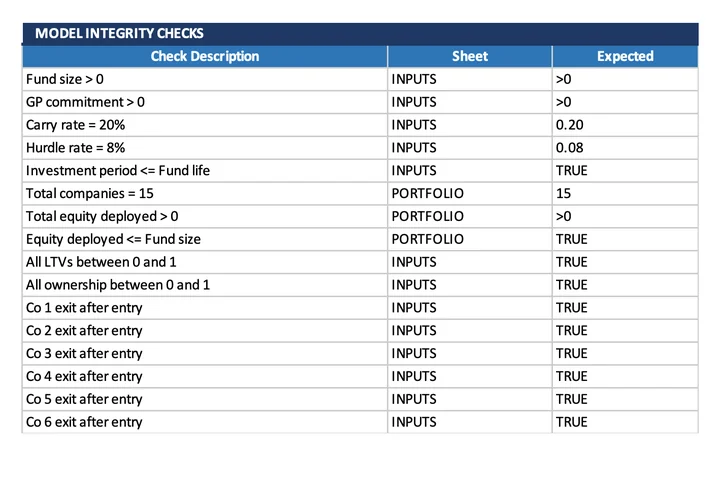 MODEL INTEGRITY CHECKS
Check Description Sheet Expected
Fund size > 0 INPUTS >0
GP commitment > 0 INPUTS >0
Carry rate = 20% INPUTS 0.20
Hurdle rate = 8% INPUTS 0.08
Investment period <= Fund life INPUTS TRUE
Total companies = 15 PORTFOLIO 15
Total equity deployed > 0 PORTFOLIO >0
Equity deployed <= Fund size PORTFOLIO TRUE
All LTVs between 0 and 1 INPUTS TRUE
All ownership between 0 and 1 INPUTS TRUE
Co 1 exit after entry INPUTS TRUE
Co 2 exit after entry INPUTS TRUE
Co 3 exit after entry INPUTS TRUE
Co 4 exit after entry INPUTS TRUE
Co 5 exit after entry INPUTS TRUE
Co 6 exit after entry INPUTS TRUE